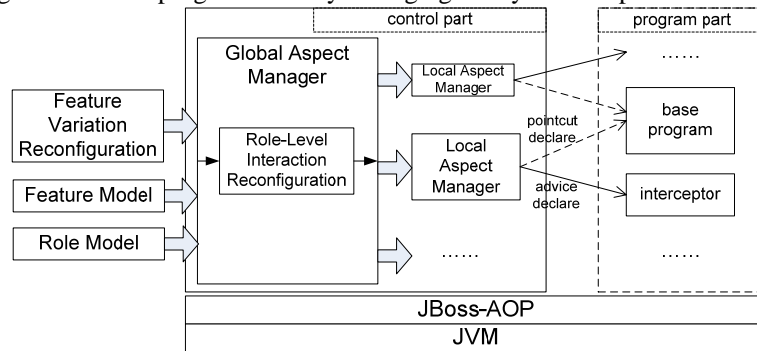 control part
program part
Global Aspect
Manager
Local Aspect
Manager
……
Feature
Variation
Reconfiguration
base
program
pointcut
declare
Role-Level
Interaction
Reconfiguration
Local
Aspect
Manager
Feature Model
advice
declare
interceptor
Role Model
……
……
JBoss-AOP
JVM